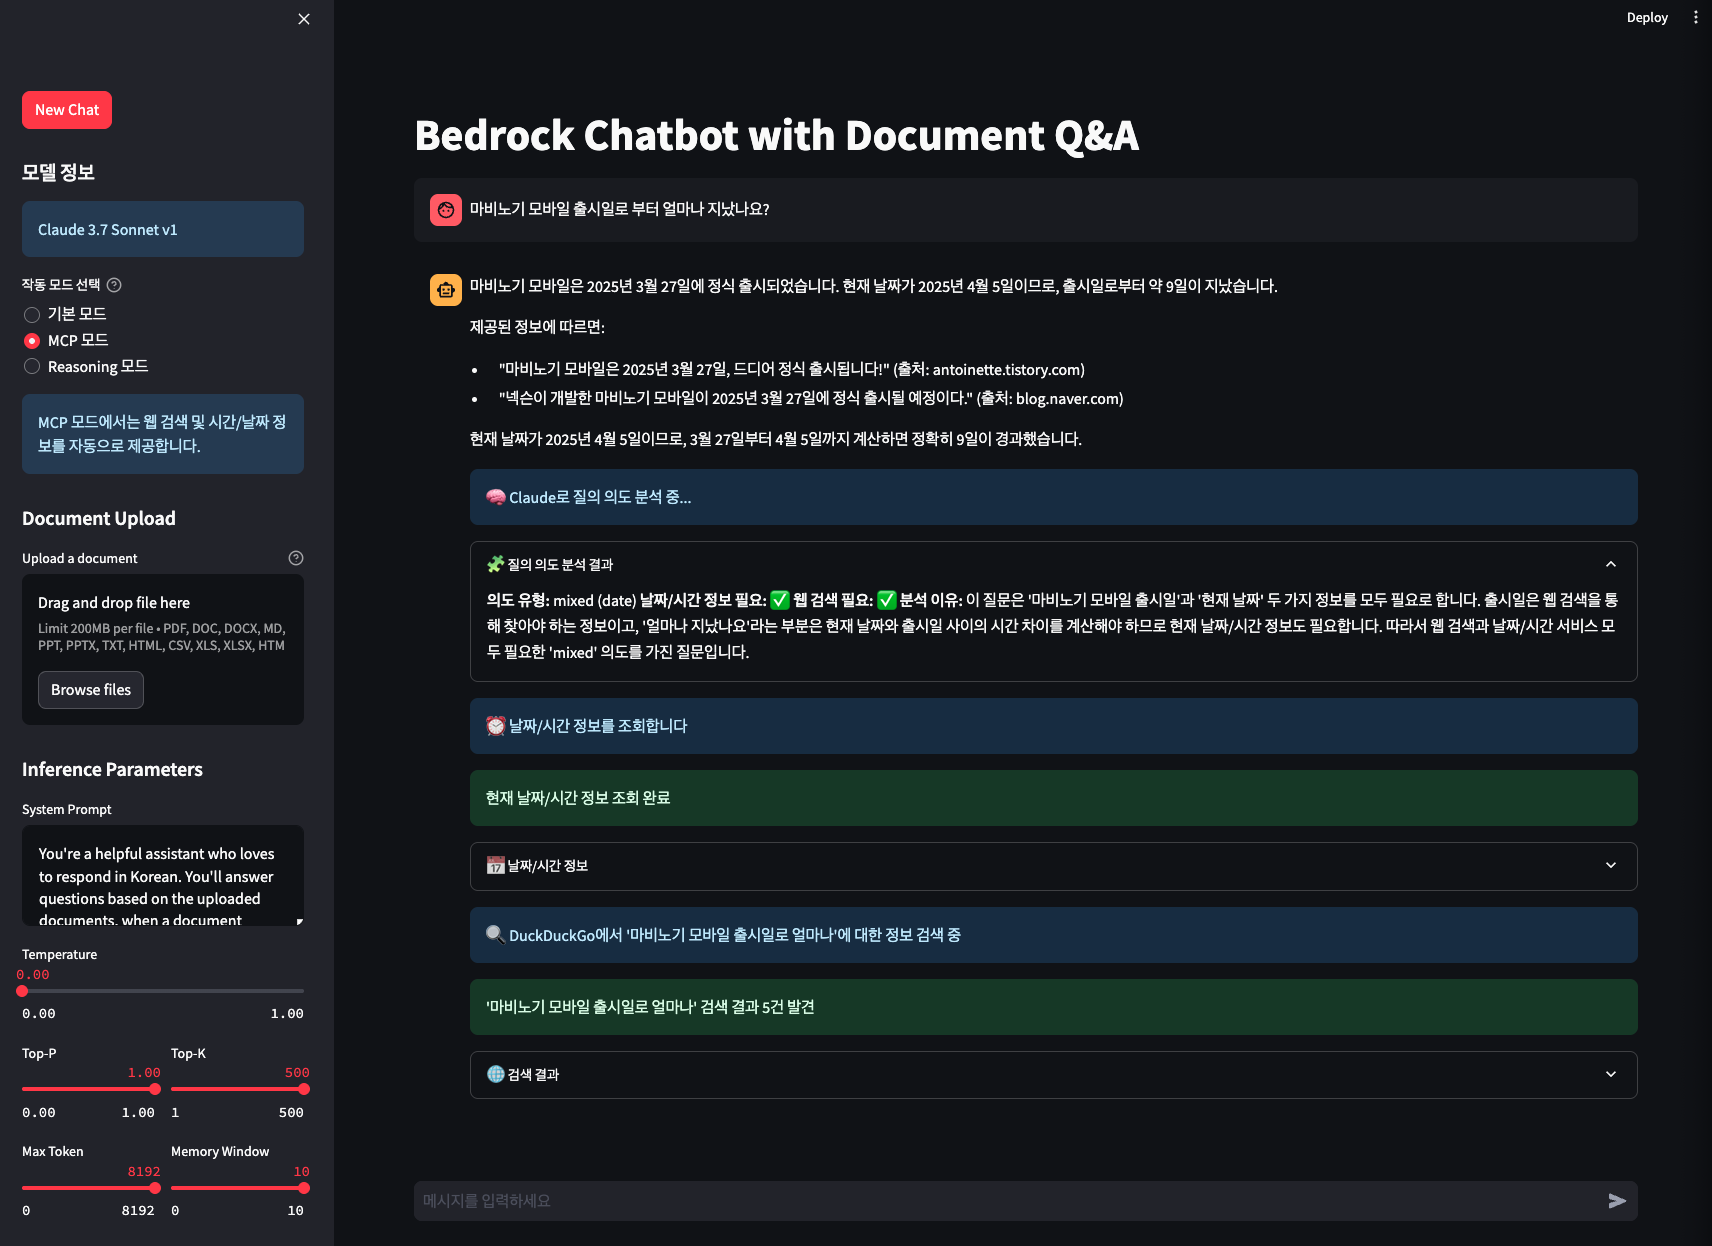 New Chat
모델 정보
Claude 3.7 Sonnet v1
작동 모드 선택
기본 모드
MCP 모드
Reasoning 모드
MCP 모드에서는 웹 검색 및 시간/날짜 정
보를 자동으로 제공합니다.
Document Upload
Upload a document
Drag and drop file here
Limit 200MB per file • PDF, DOC, DOCX, MD,
PPT, PPTX, TXT, HTML, CSV, XLS, XLSX, HTM
Browse files
Inference Parameters
System Prompt
You're a helpful assistant who loves
to respond in Korean. You'll answer
questions based on the uploaded
documents. when a document
Temperature
0.00
0.00 1.00
Top-P Top-K
1.00 500
0.00 1.00 1 500
Max Token Memory Window
8192 10
0 8192 0 10
Deploy
Bedrock Chatbot with Document Q&A
마비노기 모바일 출시일로 부터 얼마나 지났나요?
마비노기 모바일은 2025년 3월 27일에 정식 출시되었습니다. 현재 날짜가 2025년 4월 5일이므로, 출시일로부터 약 9일이 지났습니다.
제공된 정보에 따르면:
• "마비노기 모바일은 2025년 3월 27일, 드디어 정식 출시됩니다!" (출처: antoinette.tistory.com)
• "넥슨이 개발한 마비노기 모바일이 2025년 3월 27일에 정식 출시될 예정이다." (출처: blog.naver.com)
현재 날짜가 2025년 4월 5일이므로, 3월 27일부터 4월 5일까지 계산하면 정확히 9일이 경과했습니다.
🧠 Claude로 질의 의도 분석 중...
🧩 질의 의도 분석 결과
의도 유형: mixed (date) 날짜/시간 정보 필요: ✅ 웹 검색 필요: ✅ 분석 이유: 이 질문은 '마비노기 모바일 출시일'과 '현재 날짜' 두 가지 정보를 모두 필요로 합니다. 출시일은 웹 검색을 통
해 찾아야 하는 정보이고, '얼마나 지났나요'라는 부분은 현재 날짜와 출시일 사이의 시간 차이를 계산해야 하므로 현재 날짜/시간 정보도 필요합니다. 따라서 웹 검색과 날짜/시간 서비스 모
두 필요한 'mixed' 의도를 가진 질문입니다.
⏰ 날짜/시간 정보를 조회합니다
현재 날짜/시간 정보 조회 완료
📅 날짜/시간 정보
🔍 DuckDuckGo에서 '마비노기 모바일 출시일로 얼마나'에 대한 정보 검색 중
'마비노기 모바일 출시일로 얼마나' 검색 결과 5건 발견
🌐 검색 결과
메시지를 입력하세요